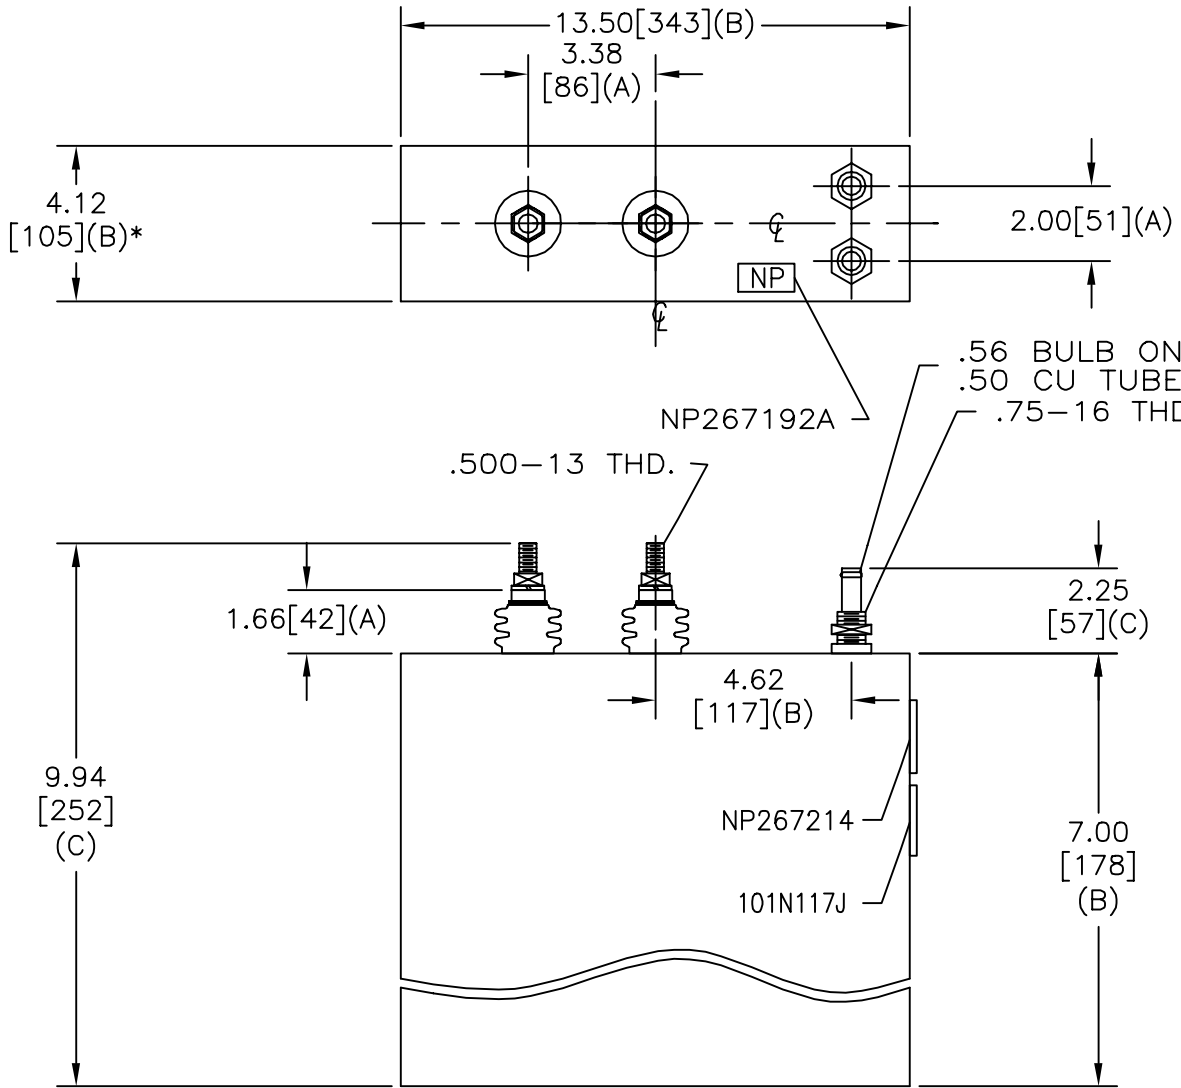 13.50[343](B)
3.38
[86](A)
4.12
[105](B)*
2.00[51](A)
℄
NP
℄
.56 BULB ON
.50 CU TUBE
.75-16 THD
NP267192A
.500-13 THD.
1.66[42](A)
2.25
[57](C)
4.62
[117](B)
9.94
[252]
(C)
NP267214
7.00
[178]
(B)
101N117J